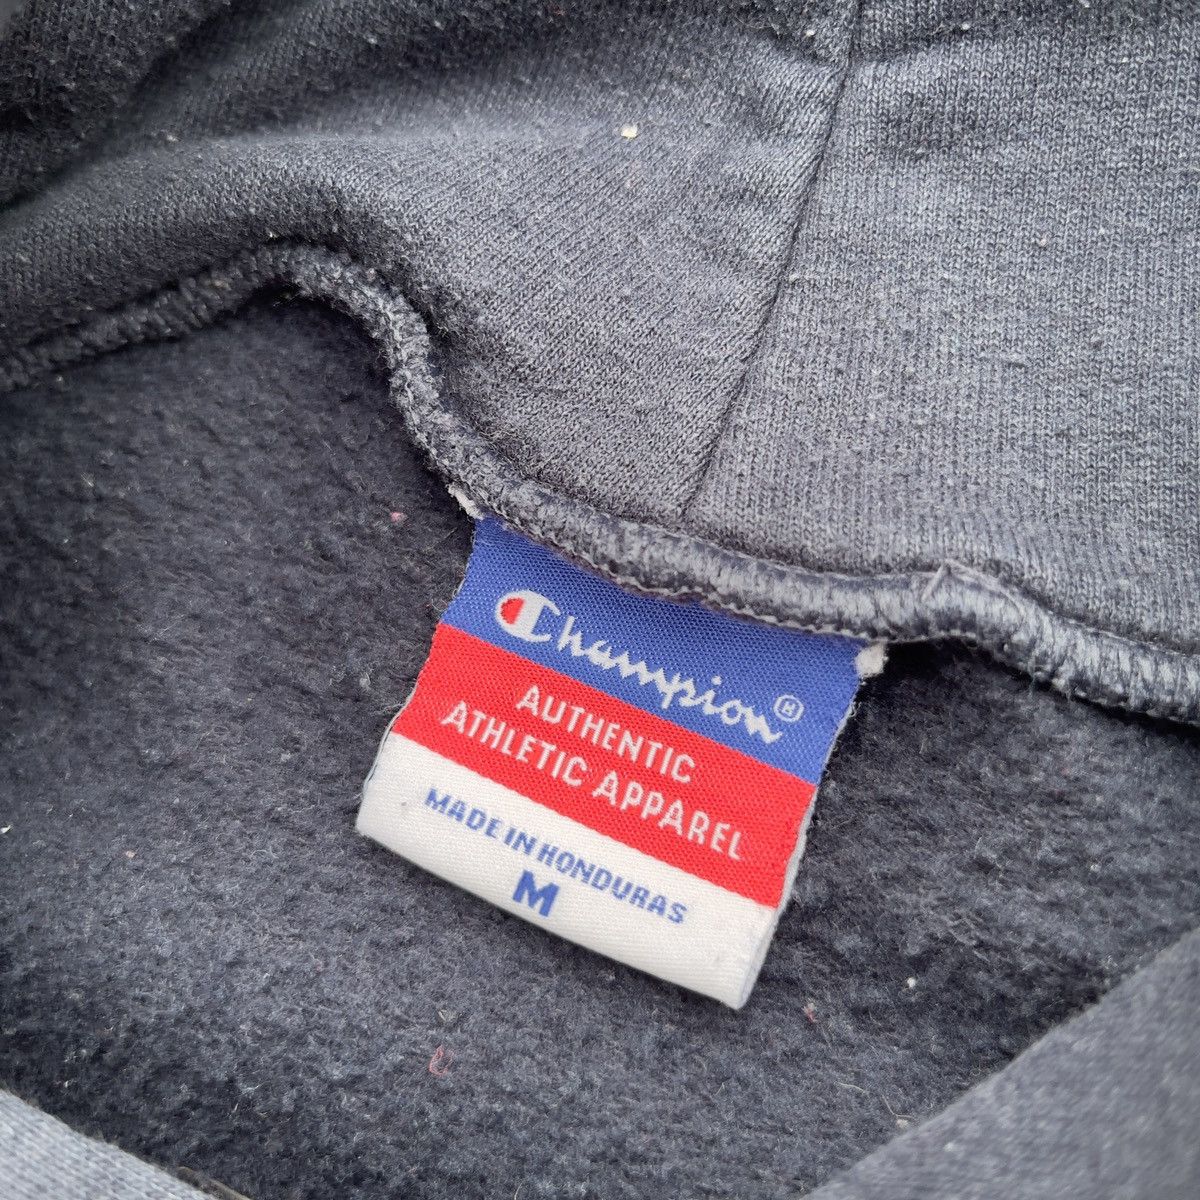 Champion®
AUTHENTIC
ATHLETIC APPAREL
MADE IN HONDURAS
M